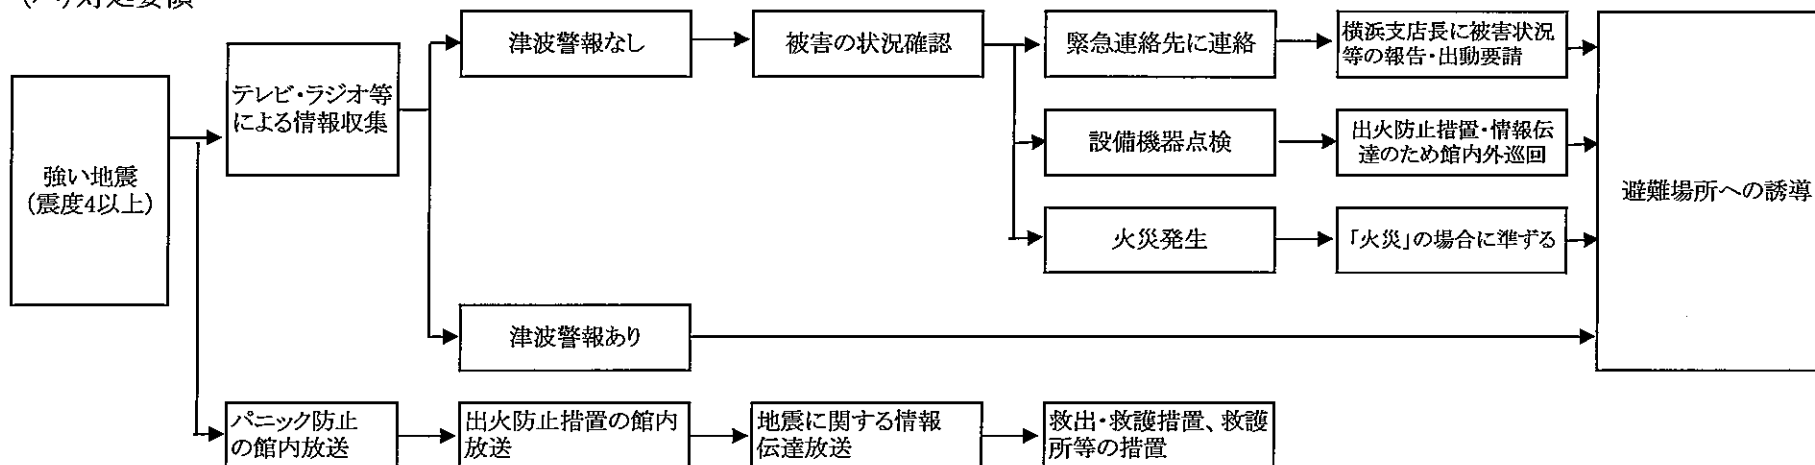 対処要領
津波警報なし
被害の状況確認
緊急連絡先に連絡
横浜支店長に被害状況
等の報告・出動要請
テレビ・ラジオ等
による情報収集
強い地震
(震度4以上)
設備機器点検
出火防止措置・情報伝
達のため館内外巡回
避難場所への誘導
火災発生
「火災」の場合に準ずる
津波警報あり
パニック防止
の館内放送
出火防止措置の館内
放送
地震に関する情報
伝達放送
救出・救護措置、救護
所等の措置